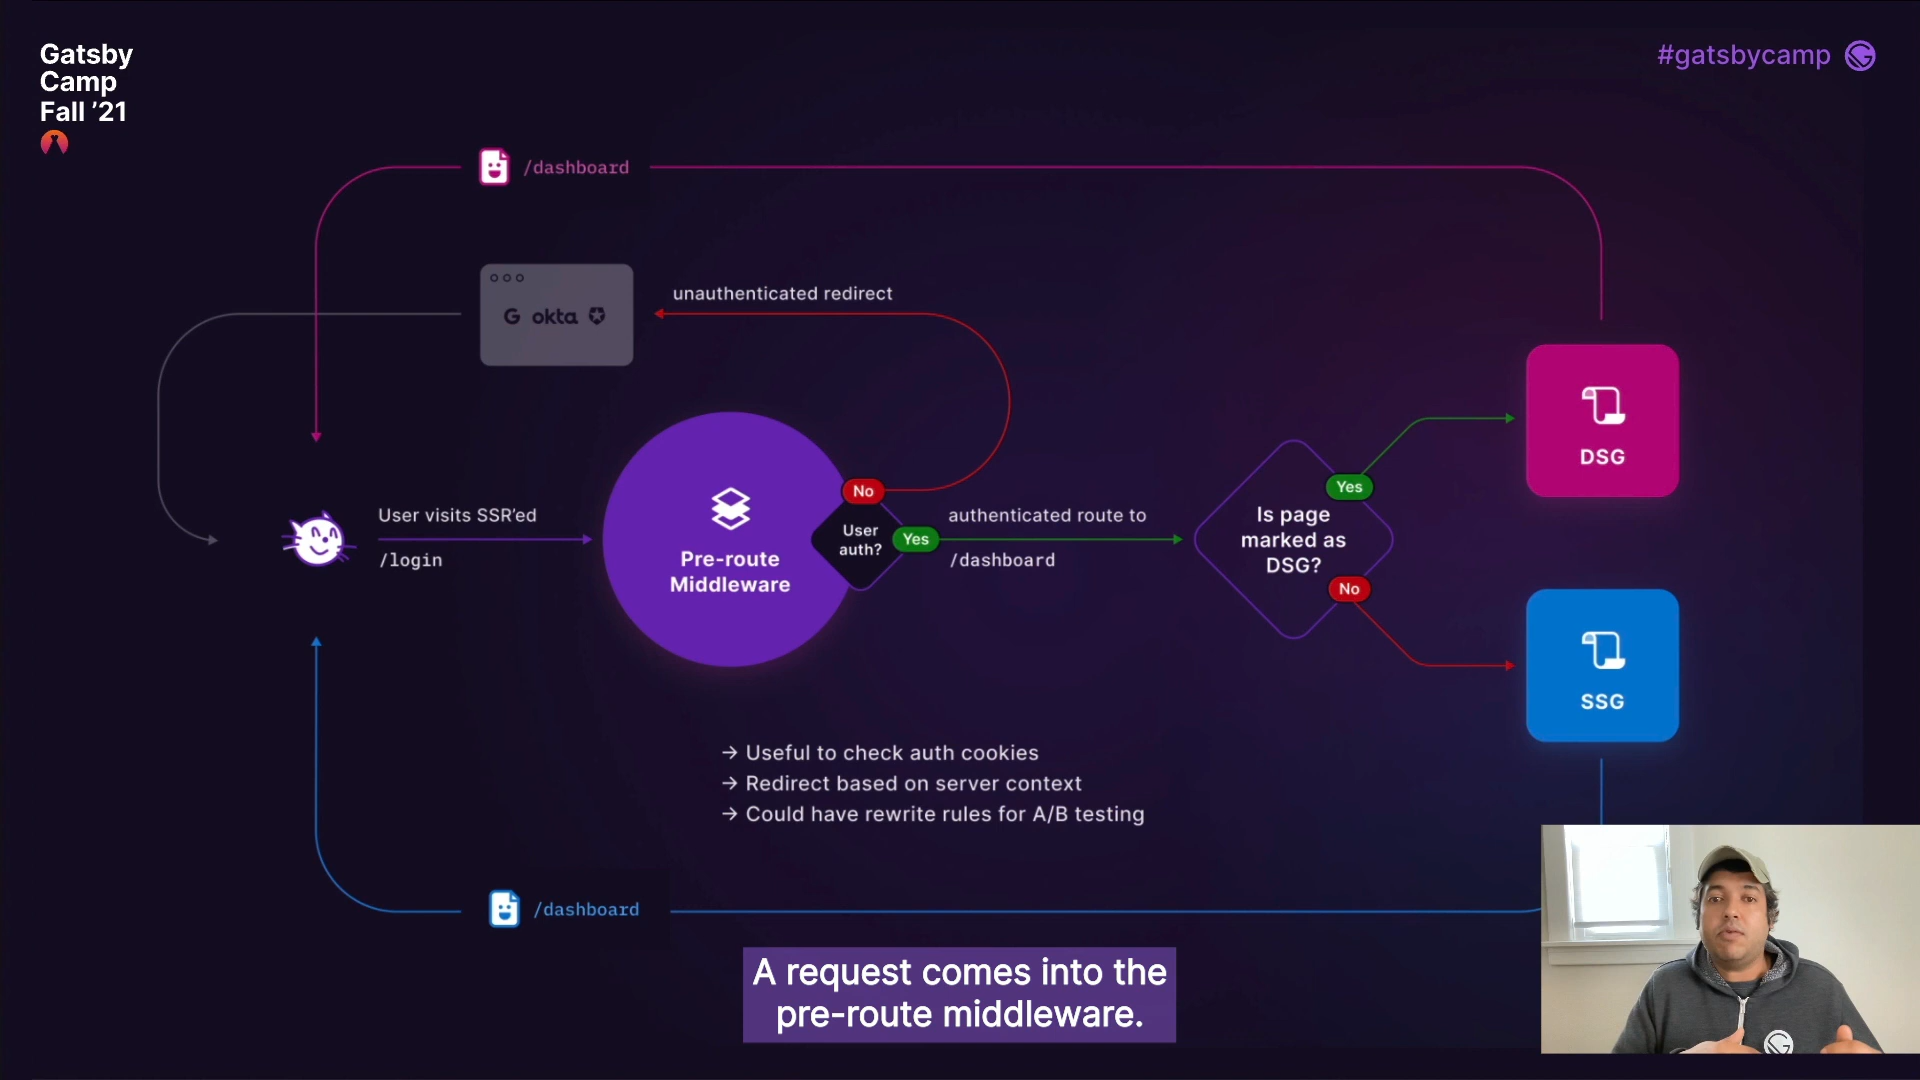 Gatsby
Camp
Fall ’21
#gatsbycamp
/dashboard
G okta
unauthenticated redirect
DSG
No
Yes
User visits SSR’ed
/login
Pre-route
Middleware
User
auth?
Yes
authenticated route to
/dashboard
Is page
marked as
DSG?
No
SSG
→ Useful to check auth cookies
→ Redirect based on server context
→ Could have rewrite rules for A/B testing
/dashboard
A request comes into the
pre-route middleware.